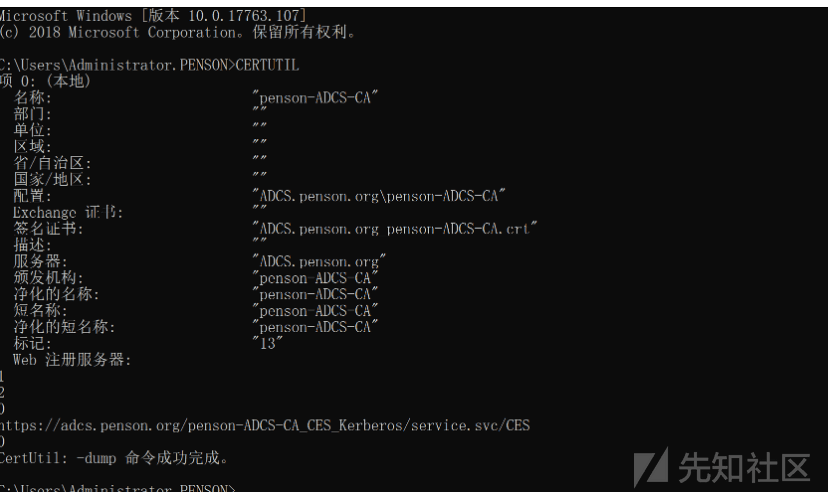 Microsoft Windows [版本 10.0.17763.107]
(c) 2018 Microsoft Corporation。保留所有权利。
C:\Users\Administrator.PENSON>CERTUTIL
项 0: (本地)
名称: "penson-ADCS-CA"
部门: ""
单位: ""
区域: ""
省/自治区: ""
国家/地区: ""
配置: "ADCS.penson.org\penson-ADCS-CA"
Exchange 证书: ""
签名证书: "ADCS.penson.org_penson-ADCS-CA.crt"
描述: ""
服务器: "ADCS.penson.org"
颁发机构: "penson-ADCS-CA"
净化的名称: "penson-ADCS-CA"
短名称: "penson-ADCS-CA"
净化的短名称: "penson-ADCS-CA"
标记: "13"
Web 注册服务器:
1
2
0
https://adcs.penson.org/penson-ADCS-CA_CES_Kerberos/service.svc/CES
0
CertUtil: -dump 命令成功完成。
C:\Users\Administrator.PENSON>
先知社区